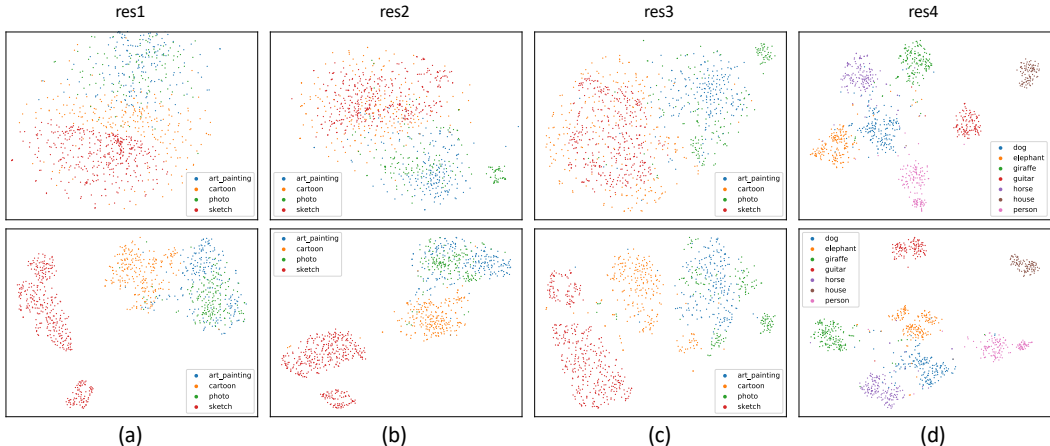 res1
res2
res3
res4
art_painting
cartoon
photo
sketch
art_painting
cartoon
photo
sketch
art_painting
cartoon
photo
sketch
dog
elephant
giraffe
guitar
horse
house
person
art_painting
cartoon
photo
sketch
art_painting
cartoon
photo
sketch
art_painting
cartoon
photo
sketch
dog
elephant
giraffe
guitar
horse
house
person
(a)
(b)
(c)
(d)